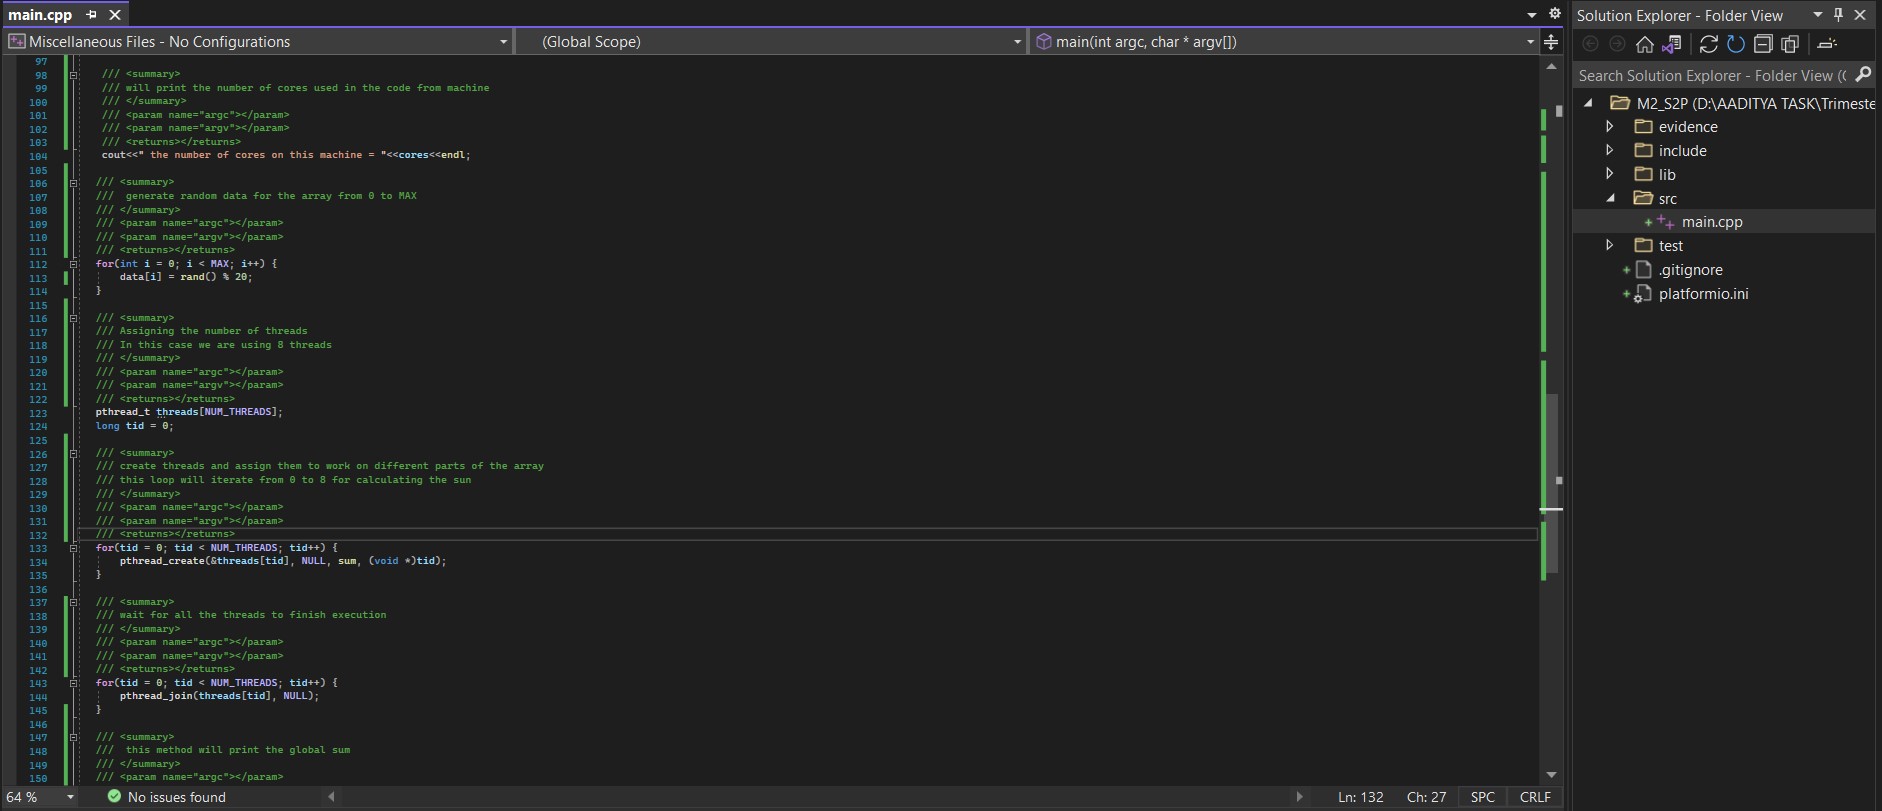 main.cpp
Miscellaneous Files - No Configurations
(Global Scope)
main(int argc, char * argv[])
97
98 /// <summary>
99 /// will print the number of cores used in the code from machine
100 /// </summary>
101 /// <param name="argc"></param>
102 /// <param name="argv"></param>
103 /// <returns></returns>
104 cout<<" the number of cores on this machine = "<<cores<<endl;
105
106 /// <summary>
107 ///  generate random data for the array from 0 to MAX
108 /// </summary>
109 /// <param name="argc"></param>
110 /// <param name="argv"></param>
111 /// <returns></returns>
112 for(int i = 0; i < MAX; i++) {
113 data[i] = rand() % 20;
114 }
115
116 /// <summary>
117 /// Assigning the number of threads
118 /// In this case we are using 8 threads
119 /// </summary>
120 /// <param name="argc"></param>
121 /// <param name="argv"></param>
122 /// <returns></returns>
123 pthread_t threads[NUM_THREADS];
124 long tid = 0;
125
126 /// <summary>
127 /// create threads and assign them to work on different parts of the array
128 /// this loop will iterate from 0 to 8 for calculating the sun
129 /// </summary>
130 /// <param name="argc"></param>
131 /// <param name="argv"></param>
132 /// <returns></returns>
133 for(tid = 0; tid < NUM_THREADS; tid++) {
134 pthread_create(&threads[tid], NULL, sum, (void *)tid);
135 }
136
137 /// <summary>
138 /// wait for all the threads to finish execution
139 /// </summary>
140 /// <param name="argc"></param>
141 /// <param name="argv"></param>
142 /// <returns></returns>
143 for(tid = 0; tid < NUM_THREADS; tid++) {
144 pthread_join(threads[tid], NULL);
145 }
146
147 /// <summary>
148 ///  this method will print the global sum
149 /// </summary>
150 /// <param name="argc"></param>
64 %
No issues found
Ln: 132
Ch: 27
SPC
CRLF
Solution Explorer - Folder View
Search Solution Explorer - Folder View (
M2_S2P (D:\AADITYA TASK\Trimeste
evidence
include
lib
src
main.cpp
test
.gitignore
platformio.ini